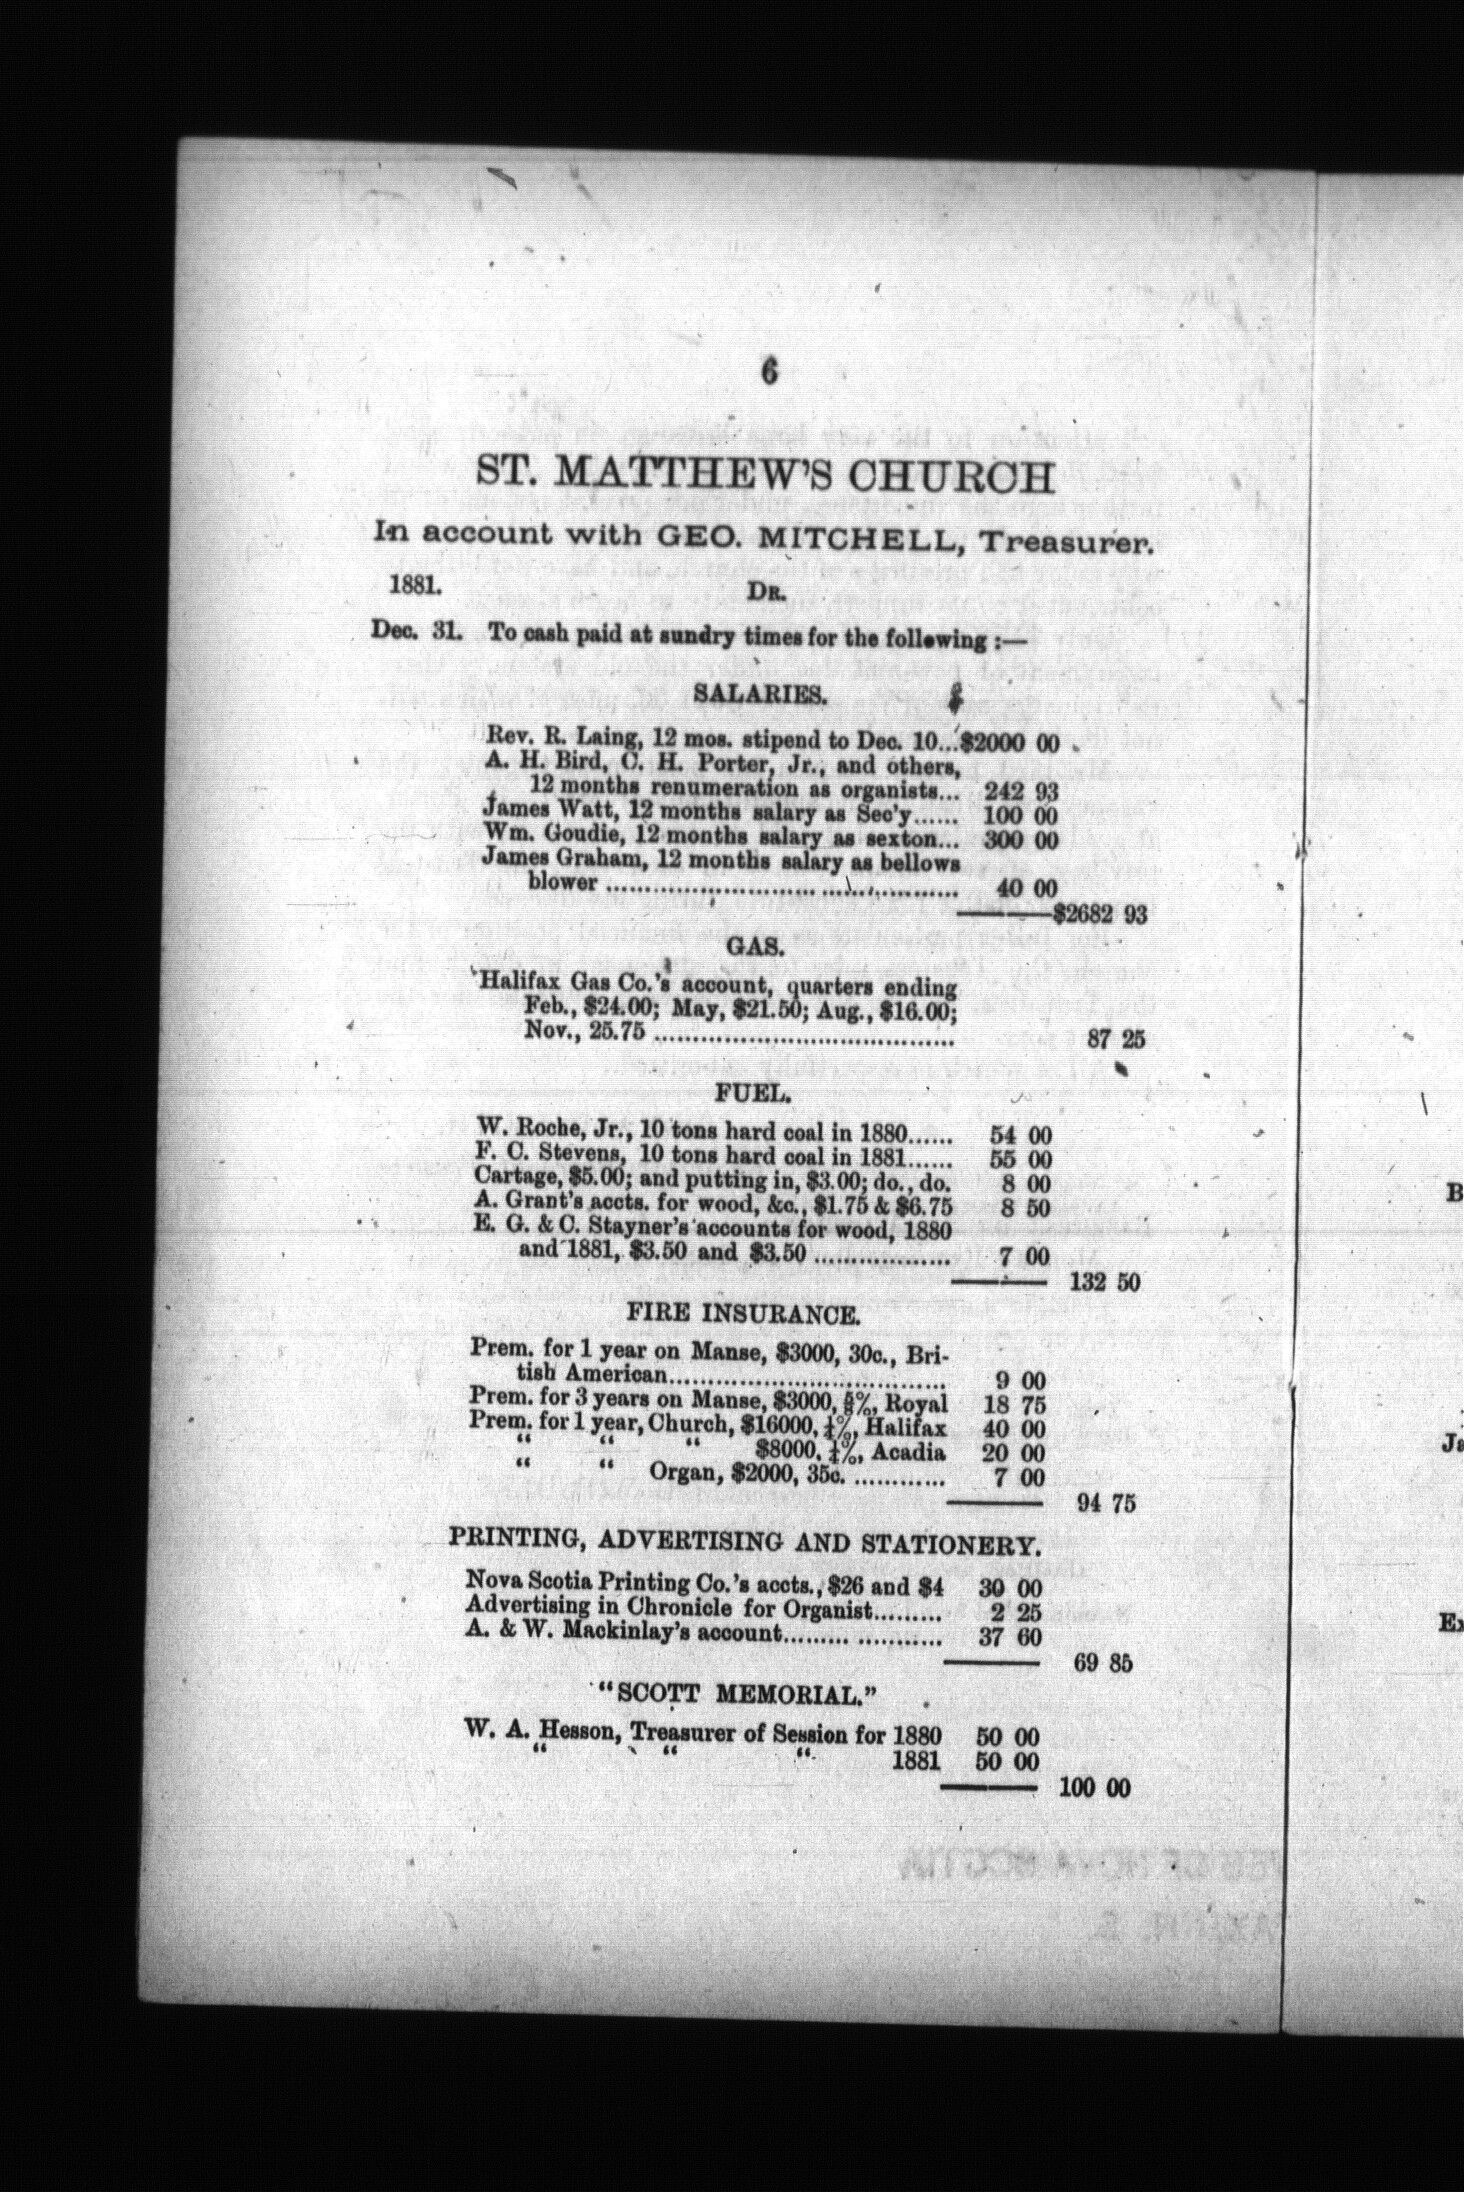 6
ST. MATTHEW'S CHURCH
In account with GEO. MITCHELL, Treasurer.
1881. DR.
Dec. 31. To cash paid at sundry times for the following :—
SALARIES. $
Rev. R. Laing, 12 mos. stipend to Dec. 10...$2000 00
A. H. Bird, C. H. Porter, Jr., and others,
12 months renumeration as organists... 242 93
James Watt, 12 months salary as Sec'y...... 100 00
Wm. Goudie, 12 months salary as sexton... 300 00
James Graham, 12 months salary as bellows
blower ........................................ 40 00
$2682 93
GAS.
Halifax Gas Co.'s account, quarters ending
Feb., $24.00; May, $21.50; Aug., $16.00;
Nov., 25.75 ..................................... 87 25
FUEL.
W. Roche, Jr., 10 tons hard coal in 1880...... 54 00
F. C. Stevens, 10 tons hard coal in 1881...... 55 00
Cartage, $5.00; and putting in, $3.00; do., do. 8 00
A. Grant's accts. for wood, &c., $1.75 & $6.75 8 50
E. G. & C. Stayner's accounts for wood, 1880
and 1881, $3.50 and $3.50 .................. 7 00
132 50
FIRE INSURANCE.
Prem. for 1 year on Manse, $3000, 30c., Bri-
tish American................................... 9 00
Prem. for 3 years on Manse, $3000, ⅝%, Royal 18 75
Prem. for 1 year, Church, $16000, ¼%, Halifax 40 00
" " " $8000, ¼%, Acadia 20 00
" " Organ, $2000, 35c. ............ 7 00
94 75
PRINTING, ADVERTISING AND STATIONERY.
Nova Scotia Printing Co.'s accts., $26 and $4 30 00
Advertising in Chronicle for Organist......... 2 25
A. & W. Mackinlay's account......... ........... 37 60
69 85
"SCOTT MEMORIAL."
W. A. Hesson, Treasurer of Session for 1880 50 00
" " " 1881 50 00
100 00